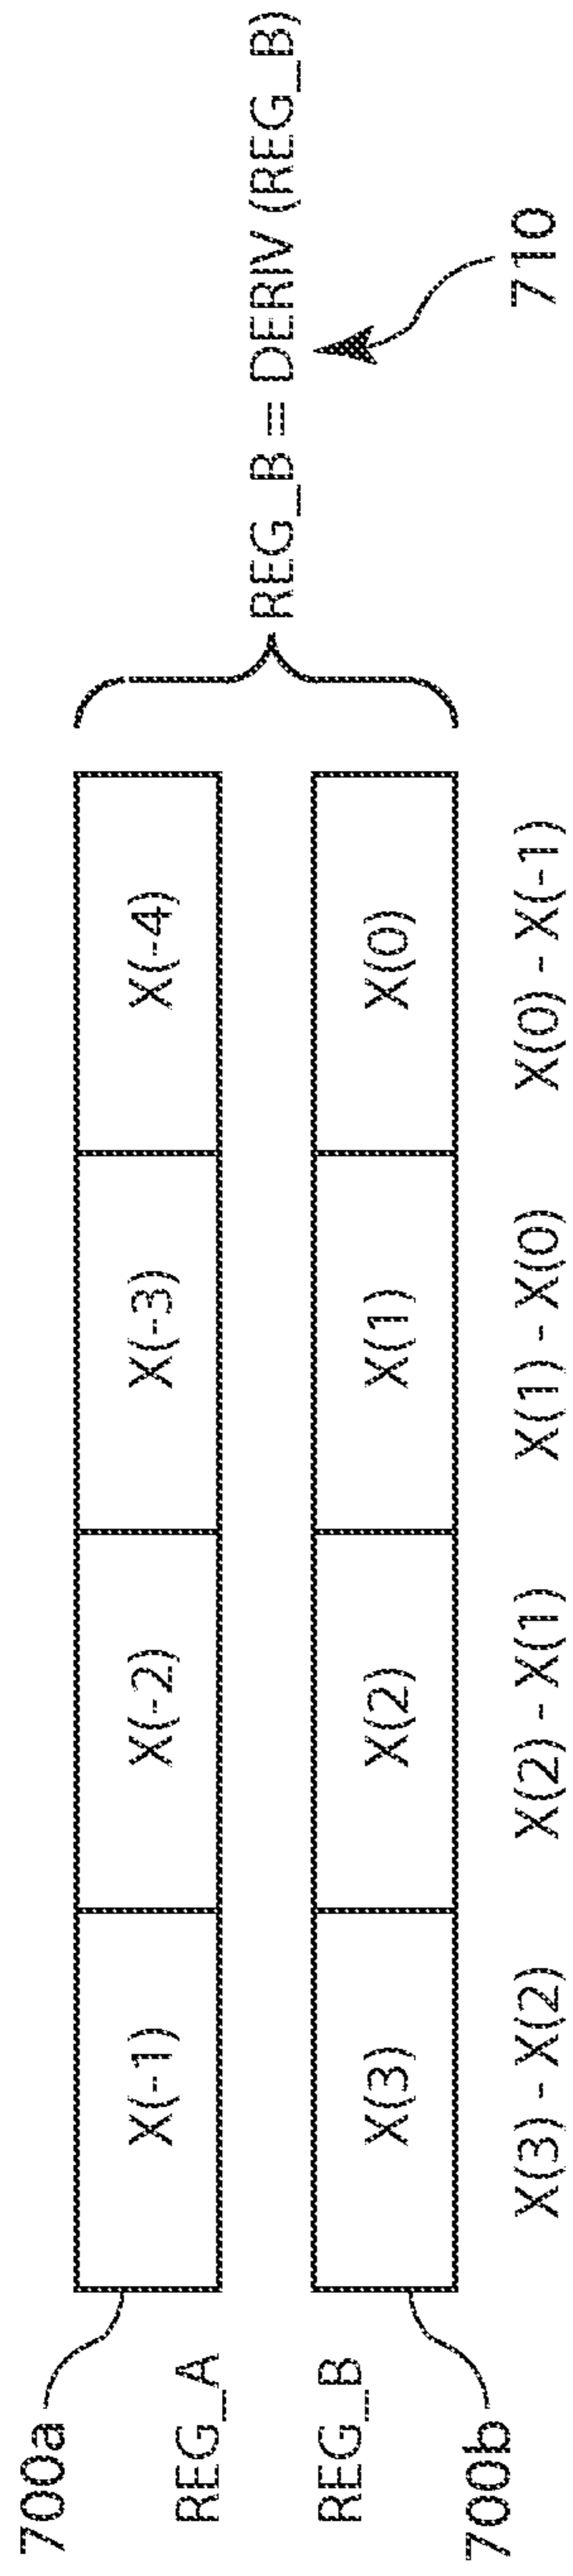 700a
REG_A
X(-1) X(-2) X(-3) X(-4)
REG_B
X(3) X(2) X(1) X(0)
REG_B = DERIV (REG_B)
700b
X(3) - X(2) X(2) - X(1) X(1) - X(0) X(0) - X(-1)
710